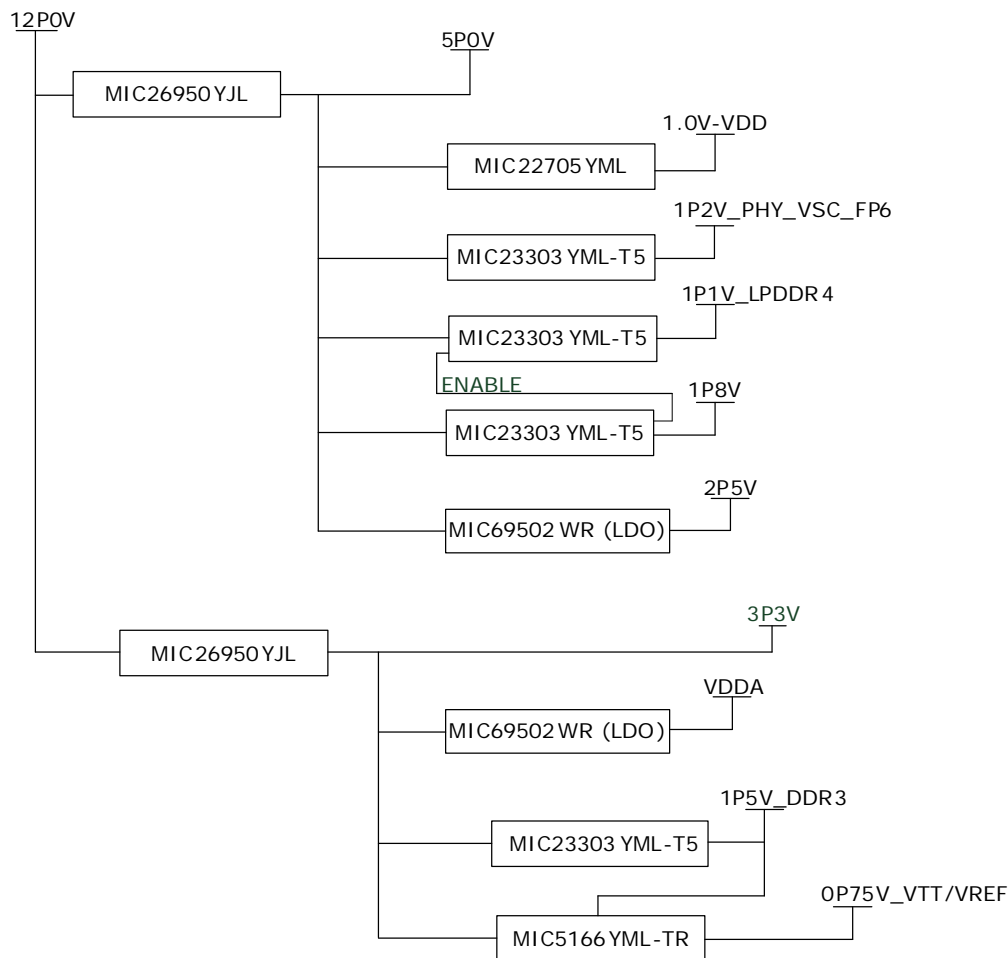 12P0V
5P0V
MIC26950YJL
1.0V-VDD
MIC22705YML
1P2V_PHY_VSC_FP6
MIC23303YML-T5
1P1V_LPDDR4
MIC23303YML-T5
ENABLE
1P8V
MIC23303YML-T5
2P5V
MIC69502WR (LDO)
3P3V
MIC26950YJL
VDDA
MIC69502WR (LDO)
1P5V_DDR3
MIC23303YML-T5
0P75V_VTT/VREF
MIC5166YML-TR